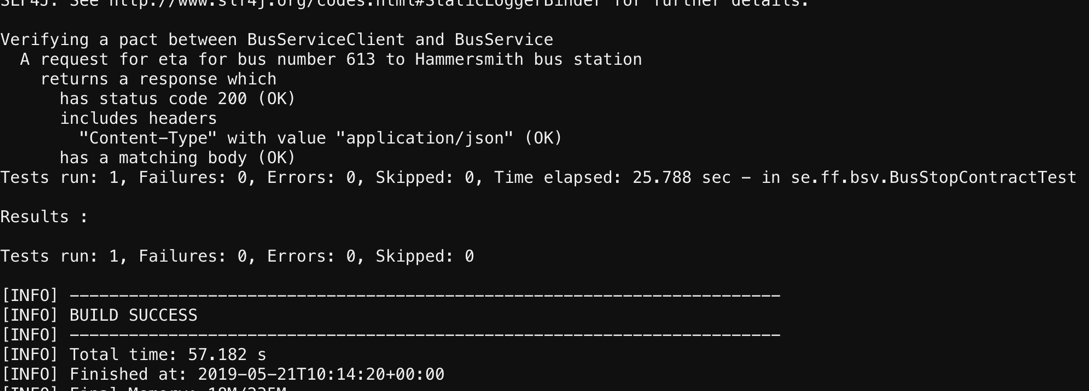 SLF4J: See http://www.slf4j.org/codes.html#StaticLoggerBinder for further details.
Verifying a pact between BusServiceClient and BusService
A request for eta for bus number 613 to Hammersmith bus station
returns a response which
has status code 200 (OK)
includes headers
"Content-Type" with value "application/json" (OK)
has a matching body (OK)
Tests run: 1, Failures: 0, Errors: 0, Skipped: 0, Time elapsed: 25.788 sec - in se.ff.bsv.BusStopContractTest
Results :
Tests run: 1, Failures: 0, Errors: 0, Skipped: 0
[INFO] ------------------------------------------------------------------------
[INFO] BUILD SUCCESS
[INFO] ------------------------------------------------------------------------
[INFO] Total time: 57.182 s
[INFO] Finished at: 2019-05-21T10:14:20+00:00
[INFO] Final Memory: 18M/235M